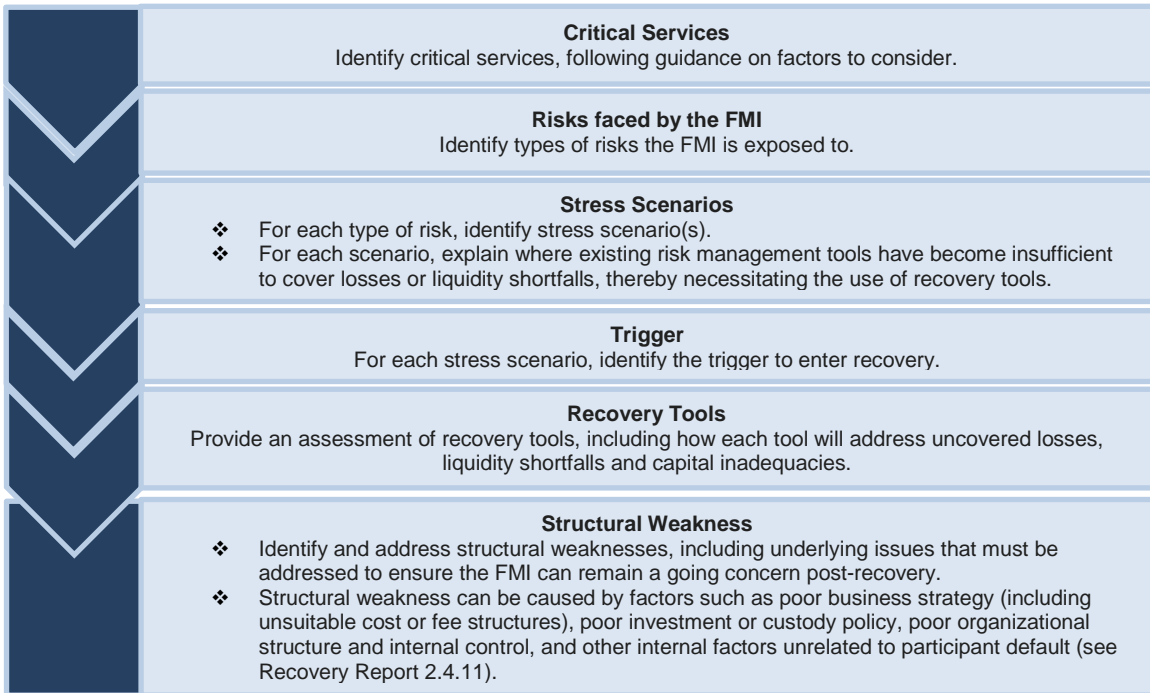 Critical Services
Identify critical services, following guidance on factors to consider.
Risks faced by the FMI
Identify types of risks the FMI is exposed to.
Stress Scenarios
❖ For each type of risk, identify stress scenario(s).
❖ For each scenario, explain where existing risk management tools have become insufficient
to cover losses or liquidity shortfalls, thereby necessitating the use of recovery tools.
Trigger
For each stress scenario, identify the trigger to enter recovery.
Recovery Tools
Provide an assessment of recovery tools, including how each tool will address uncovered losses,
liquidity shortfalls and capital inadequacies.
Structural Weakness
❖ Identify and address structural weaknesses, including underlying issues that must be
addressed to ensure the FMI can remain a going concern post-recovery.
❖ Structural weakness can be caused by factors such as poor business strategy (including
unsuitable cost or fee structures), poor investment or custody policy, poor organizational
structure and internal control, and other internal factors unrelated to participant default (see
Recovery Report 2.4.11).